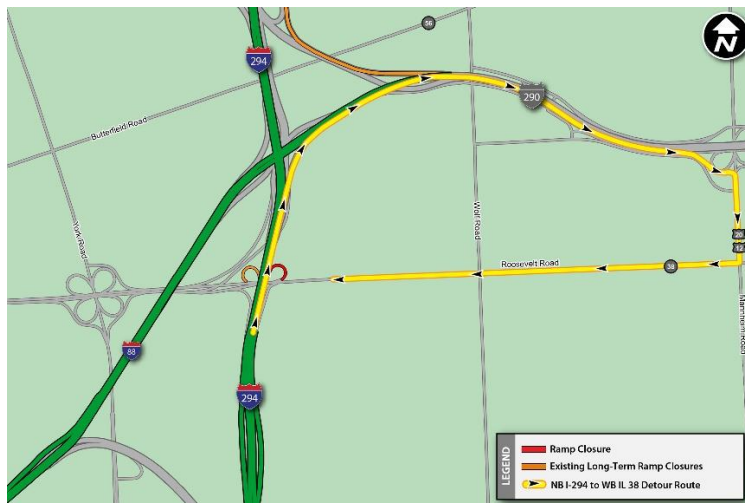 56
N
294
290
Butterfield Road
York Road
Wolf Road
20
12
Roosevelt Road
38
Mannheim Road
88
294
LEGEND
Ramp Closure
Existing Long-Term Ramp Closures
NB I-294 to WB IL 38 Detour Route